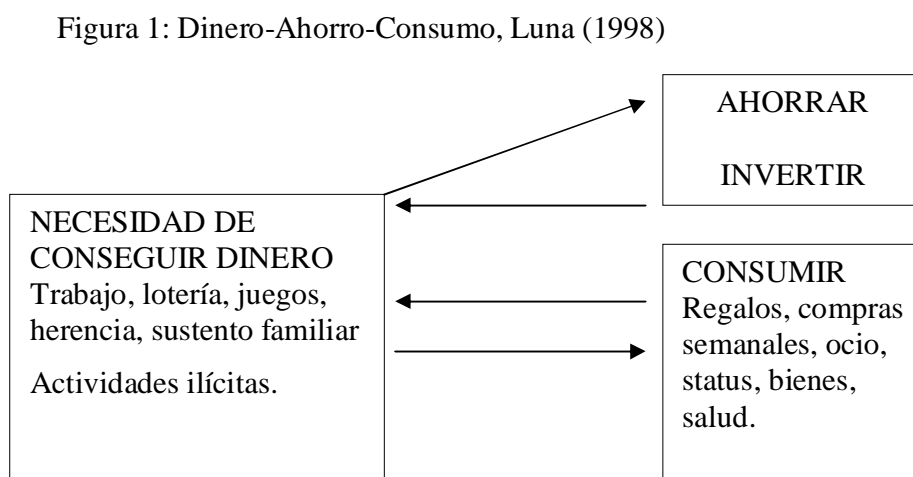 Figura 1: Dinero-Ahorro-Consumo, Luna (1998)
AHORRAR
INVERTIR
NECESIDAD DE
CONSEGUIR DINERO
Trabajo, lotería, juegos,
herencia, sustento familiar
Actividades ilícitas.
CONSUMIR
Regalos, compras
semanales, ocio,
status, bienes,
salud.